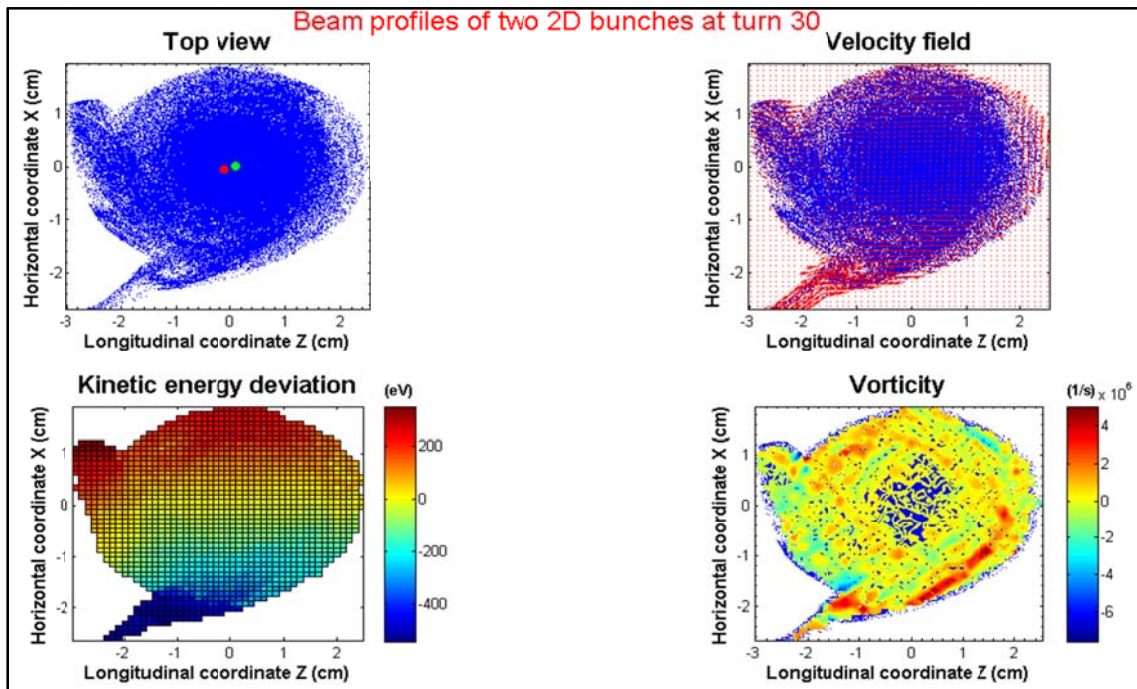 Beam profiles of two 2D bunches at turn 30
Top view
Horizontal coordinate X (cm)
1
0
-1
-2
-3 -2 -1 0 1 2
Longitudinal coordinate Z (cm)
Velocity field
Horizontal coordinate X (cm)
1
0
-1
-2
-3 -2 -1 0 1 2
Longitudinal coordinate Z (cm)
Kinetic energy deviation
(eV)
Horizontal coordinate X (cm)
1
0
-1
-2
-2 -1 0 1 2
Longitudinal coordinate Z (cm)
200
0
-200
-400
Vorticity
(1/s) x 10^6
Horizontal coordinate X (cm)
1
0
-1
-2
-3 -2 -1 0 1 2
Longitudinal coordinate Z (cm)
4
2
-0
-2
-4
-6